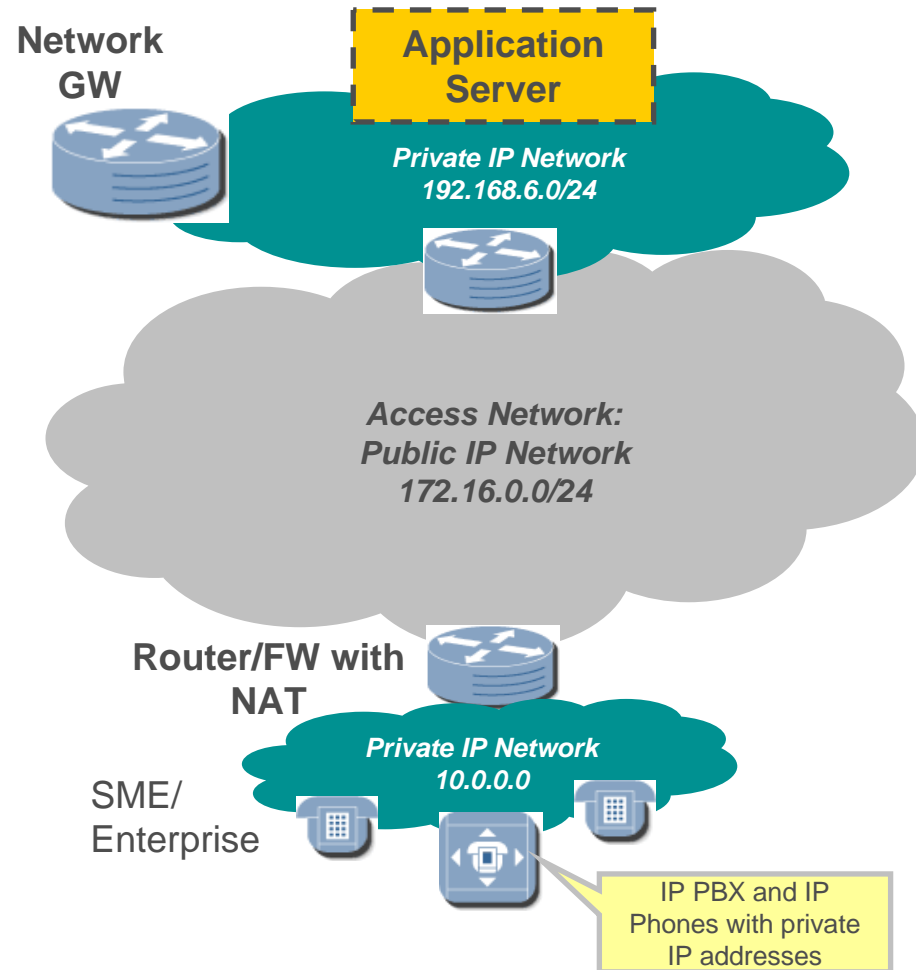 Network
GW
Application
Server
Private IP Network
192.168.6.0/24
Access Network:
Public IP Network
172.16.0.0/24
Router/FW with
NAT
Private IP Network
10.0.0.0
SME/
Enterprise
IP PBX and IP
Phones with private
IP addresses